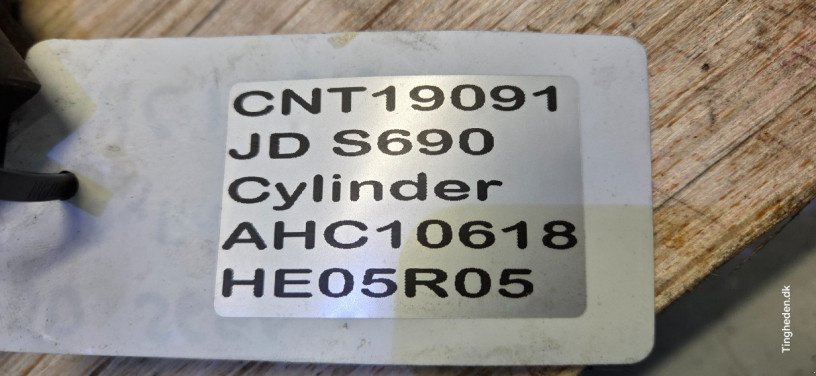 CNT19091
JD S690
Cylinder
AHC10618
HE05R05
Tingheden.dk